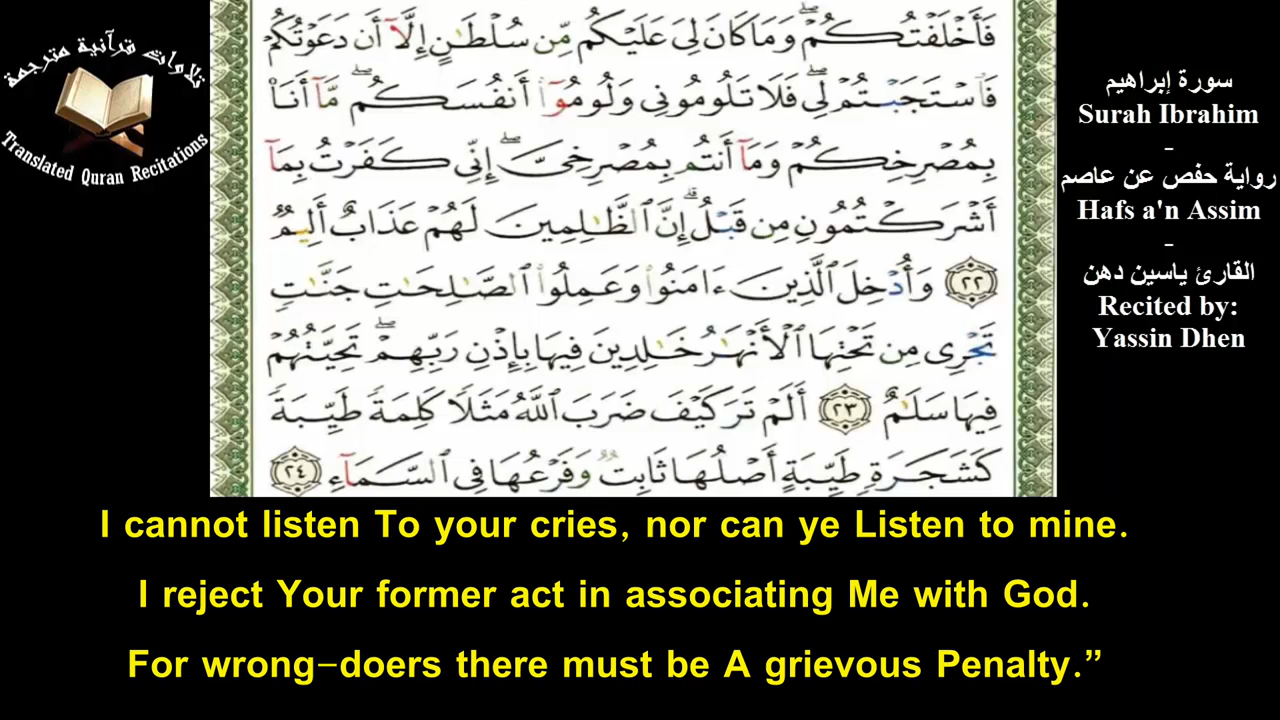 تلاوات قرآنية مترجمة
Translated Quran Recitations
فَأَخْلَفْتُكُمْ ۖ وَمَا كَانَ لِىَ عَلَيْكُم مِّن سُلْطَـٰنٍ إِلَّآ أَن دَعَوْتُكُمْ
فَٱسْتَجَبْتُمْ لِى ۖ فَلَا تَلُومُونِى وَلُومُوٓا۟ أَنفُسَكُم ۖ مَّآ أَنَا۠
بِمُصْرِخِكُمْ وَمَآ أَنتُم بِمُصْرِخِىَّ ۖ إِنِّى كَفَرْتُ بِمَآ
أَشْرَكْتُمُونِ مِن قَبْلُ ۗ إِنَّ ٱلظَّـٰلِمِينَ لَهُمْ عَذَابٌ أَلِيمٌ
٢٢ وَأُدْخِلَ ٱلَّذِينَ ءَامَنُوا۟ وَعَمِلُوا۟ ٱلصَّـٰلِحَـٰتِ جَنَّـٰتٍ
تَجْرِى مِن تَحْتِهَا ٱلْأَنْهَـٰرُ خَـٰلِدِينَ فِيهَا بِإِذْنِ رَبِّهِمْ ۖ تَحِيَّتُهُمْ
فِيهَا سَلَـٰمٌ ٢٣ أَلَمْ تَرَ كَيْفَ ضَرَبَ ٱللَّهُ مَثَلًا كَلِمَةً طَيِّبَةً
كَشَجَرَةٍ طَيِّبَةٍ أَصْلُهَا ثَابِتٌ وَفَرْعُهَا فِى ٱلسَّمَآءِ ٢٤
سورة إبراهيم
Surah Ibrahim
-
رواية حفص عن عاصم
Hafs a'n Assim
-
القارئ ياسين دهن
Recited by:
Yassin Dhen
I cannot listen To your cries, nor can ye Listen to mine.
I reject Your former act in associating Me with God.
For wrong-doers there must be A grievous Penalty.”